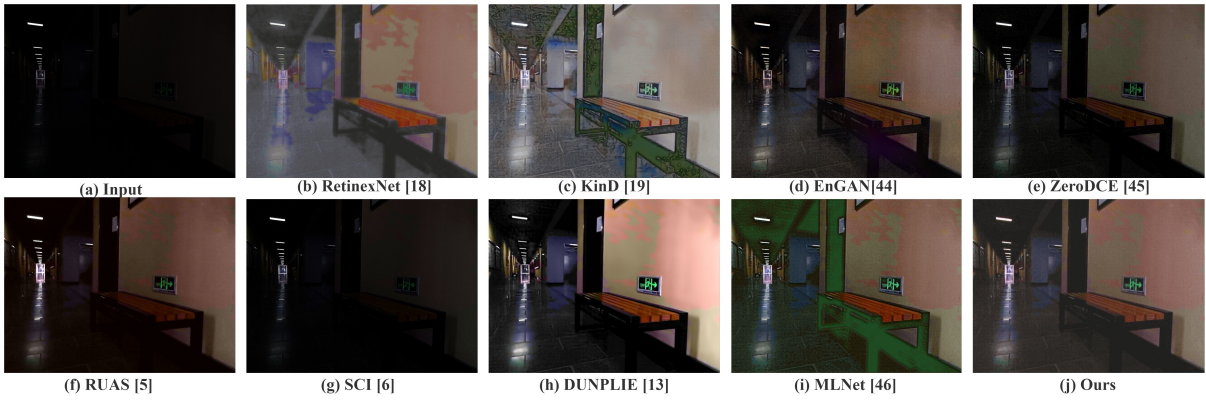 (a) Input
(b) RetinexNet [18]
(c) KinD [19]
(d) EnGAN[44]
(e) ZeroDCE [45]
(f) RUAS [5]
(g) SCI [6]
(h) DUNPLIE [13]
(i) MLNet [46]
(j) Ours